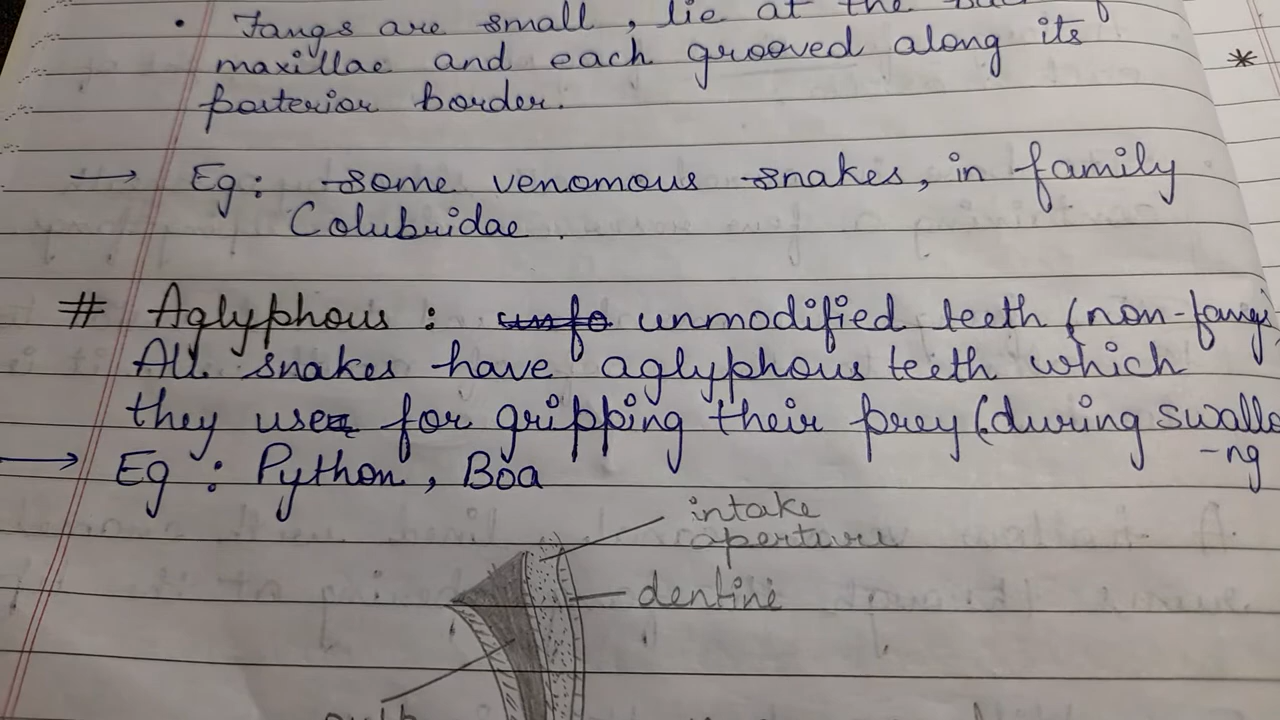 • Fangs are small, lie at the
maxillae and each grooved along its
posterior border.
→ Eg: some venomous snakes, in family
Colubridae.
*
# Aglyphous: unmodified teeth (non-fangs)
All snakes have aglyphous teeth which
they use for gripping their prey (during swallo
-ng
→ Eg: Python, Boa
intake
aperture
dentine